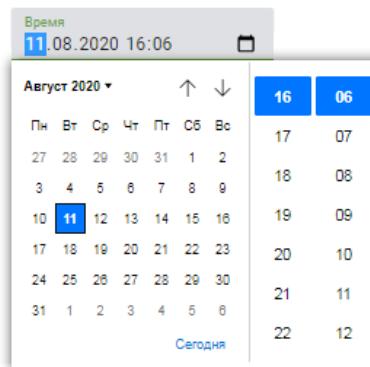 Время
11.08.2020 16:06
Август 2020
Пн Вт Ср Чт Пт Сб Вс
27 28 29 30 31 1 2
3 4 5 6 7 8 9
10 11 12 13 14 15 16
17 18 19 20 21 22 23
24 25 26 27 28 29 30
31 1 2 3 4 5 6
Сегодня
16 06
17 07
18 08
19 09
20 10
21 11
22 12